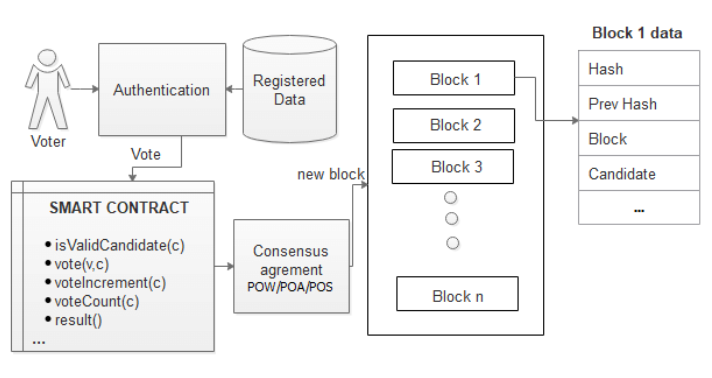 Voter
Authentication
Registered
Data
Vote
SMART CONTRACT
• isValidCandidate(c)
• vote(v,c)
• voteIncrement(c)
• voteCount(c)
• result()
...
Consensus
agrement
POW/POA/POS
new block
Block 1
Block 2
Block 3
Block n
Block 1 data
Hash
Prev Hash
Block
Candidate
...